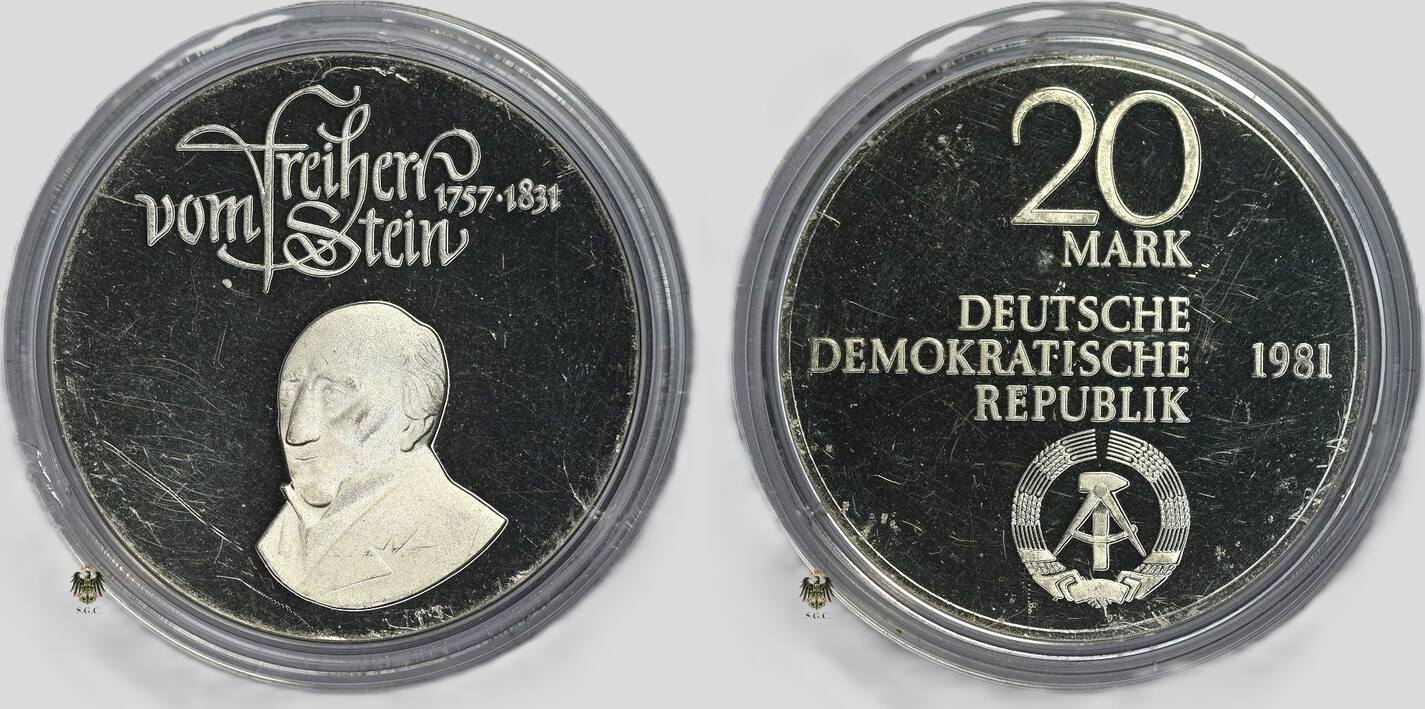 Freiherr
vom Stein
1757·1831
20
MARK
DEUTSCHE
DEMOKRATISCHE
REPUBLIK
1981
S.G.C.
S.G.C.